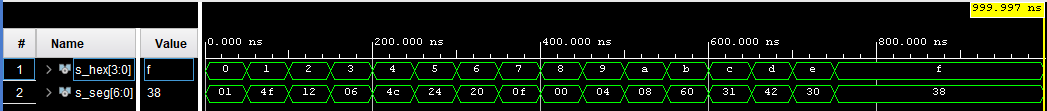 999.997 ns
# Name Value 0.000 ns 200.000 ns 400.000 ns 600.000 ns 800.000 ns
1 s_hex[3:0] f 0 1 2 3 4 5 6 7 8 9 a b c d e f
2 s_seg[6:0] 38 01 4f 12 06 4c 24 20 0f 00 04 08 60 31 42 30 38